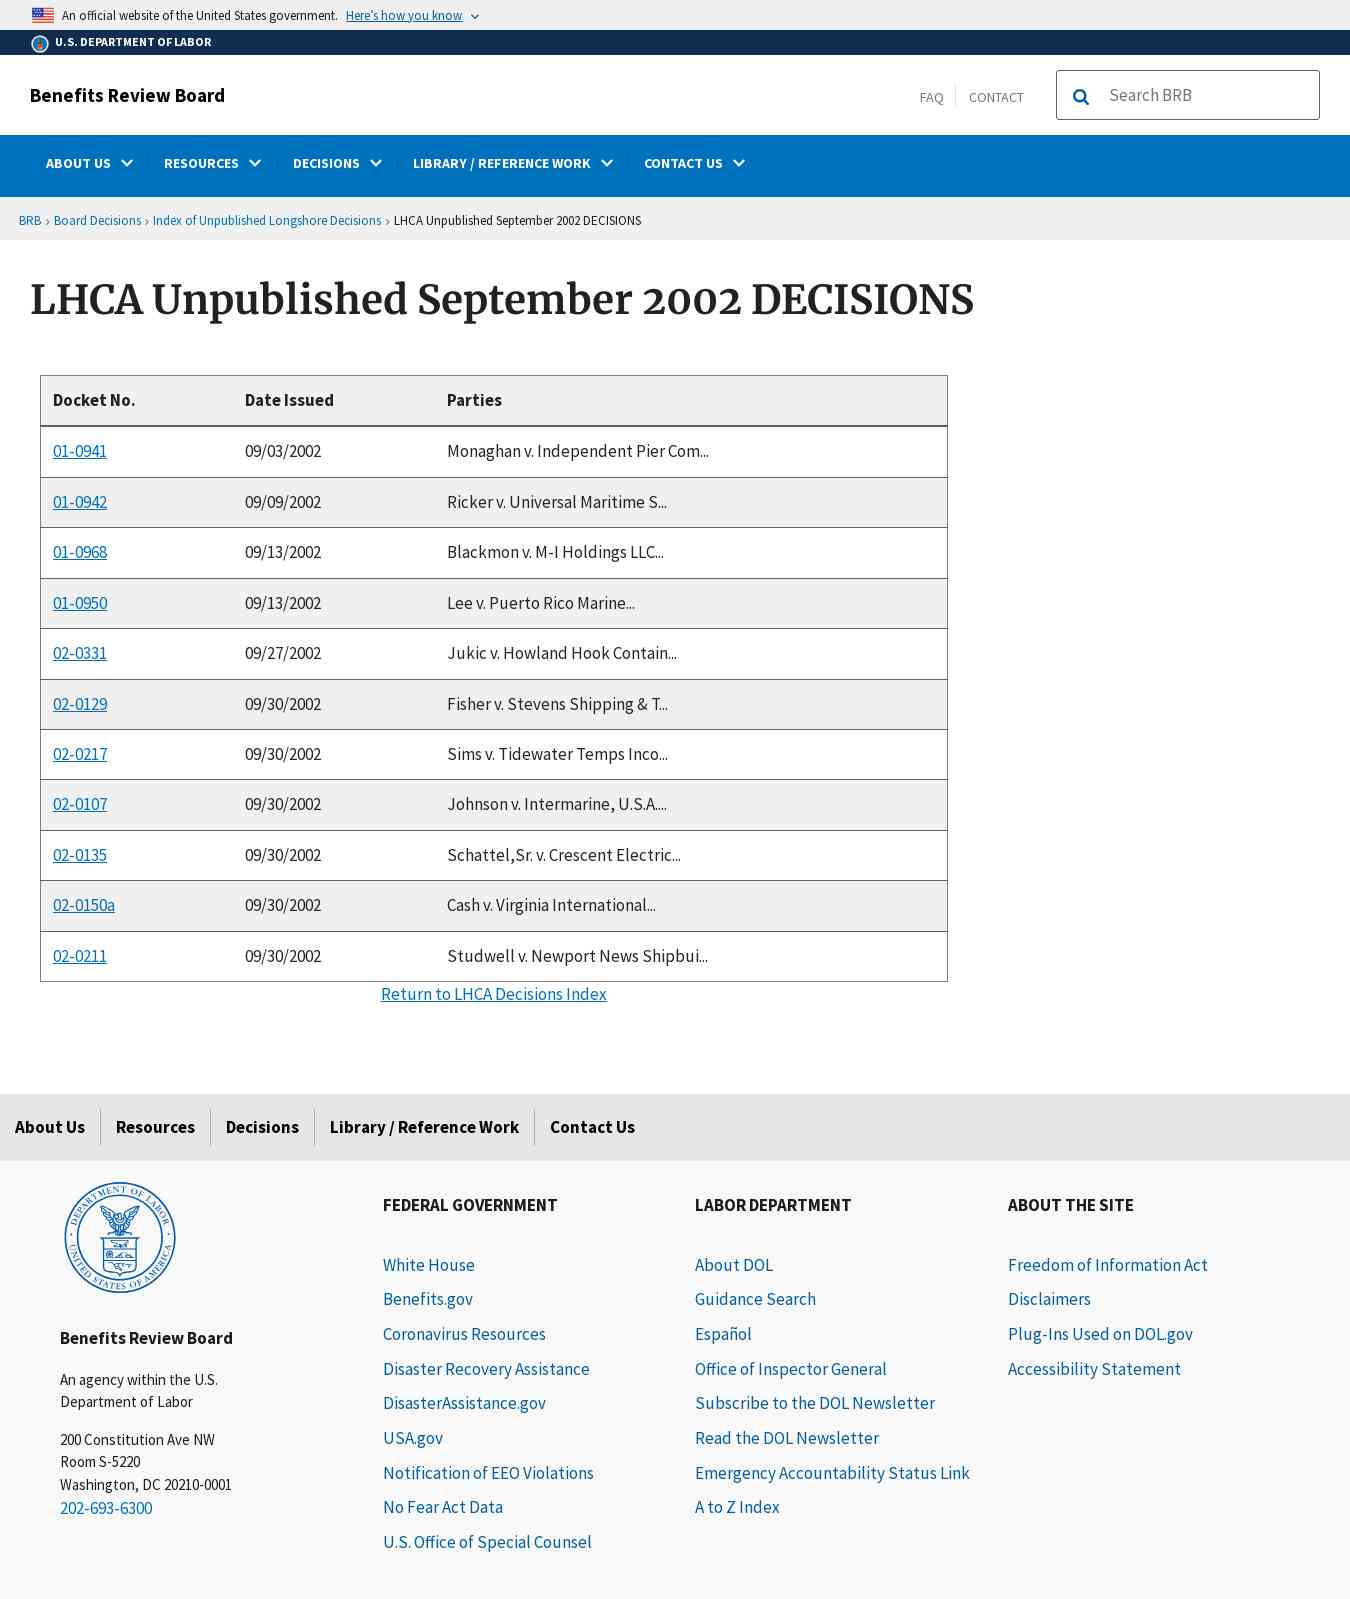 An official website of the United States government. Here's how you know
U.S. DEPARTMENT OF LABOR
Benefits Review Board
FAQ CONTACT Search BRB
ABOUT US RESOURCES DECISIONS LIBRARY / REFERENCE WORK CONTACT US
BRB › Board Decisions › Index of Unpublished Longshore Decisions › LHCA Unpublished September 2002 DECISIONS
LHCA Unpublished September 2002 DECISIONS
Docket No. Date Issued Parties
01-0941 09/03/2002 Monaghan v. Independent Pier Com...
01-0942 09/09/2002 Ricker v. Universal Maritime S...
01-0968 09/13/2002 Blackmon v. M-I Holdings LLC...
01-0950 09/13/2002 Lee v. Puerto Rico Marine...
02-0331 09/27/2002 Jukic v. Howland Hook Contain...
02-0129 09/30/2002 Fisher v. Stevens Shipping & T...
02-0217 09/30/2002 Sims v. Tidewater Temps Inco...
02-0107 09/30/2002 Johnson v. Intermarine, U.S.A....
02-0135 09/30/2002 Schattel,Sr. v. Crescent Electric...
02-0150a 09/30/2002 Cash v. Virginia International...
02-0211 09/30/2002 Studwell v. Newport News Shipbui...
Return to LHCA Decisions Index
About Us Resources Decisions Library / Reference Work Contact Us
DEPARTMENT OF LABOR
UNITED STATES OF AMERICA
Benefits Review Board
An agency within the U.S.
Department of Labor
200 Constitution Ave NW
Room S-5220
Washington, DC 20210-0001
202-693-6300
FEDERAL GOVERNMENT
White House
Benefits.gov
Coronavirus Resources
Disaster Recovery Assistance
DisasterAssistance.gov
USA.gov
Notification of EEO Violations
No Fear Act Data
U.S. Office of Special Counsel
LABOR DEPARTMENT
About DOL
Guidance Search
Español
Office of Inspector General
Subscribe to the DOL Newsletter
Read the DOL Newsletter
Emergency Accountability Status Link
A to Z Index
ABOUT THE SITE
Freedom of Information Act
Disclaimers
Plug-Ins Used on DOL.gov
Accessibility Statement